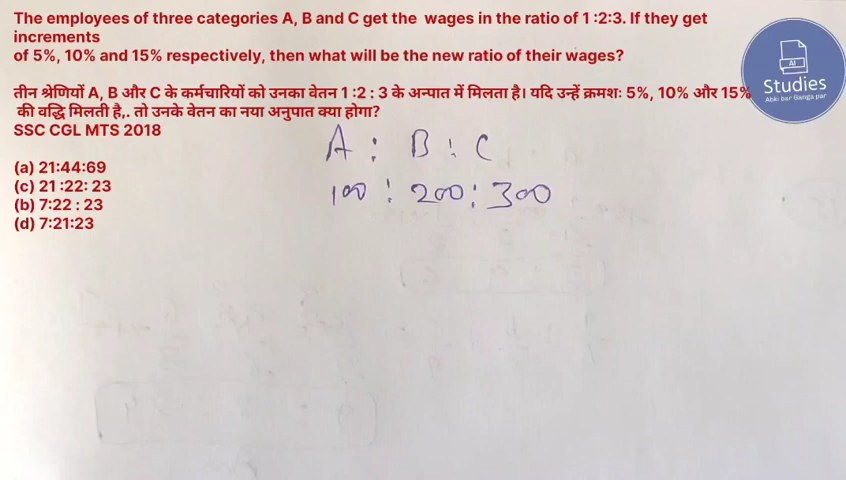 The employees of three categories A, B and C get the wages in the ratio of 1 :2:3. If they get
increments
of 5%, 10% and 15% respectively, then what will be the new ratio of their wages?
तीन श्रेणियों A, B और C के कर्मचारियों को उनका वेतन 1 :2 : 3 के अन्पात में मिलता है। यदि उन्हें क्रमशः 5%, 10% और 15%
की वद्धि मिलती है,. तो उनके वेतन का नया अनुपात क्या होगा?
SSC CGL MTS 2018
(a) 21:44:69
(c) 21 :22: 23
(b) 7:22 : 23
(d) 7:21:23
A : B : C
100 : 200 : 300
AI
Studies
Abki bar Ganga par